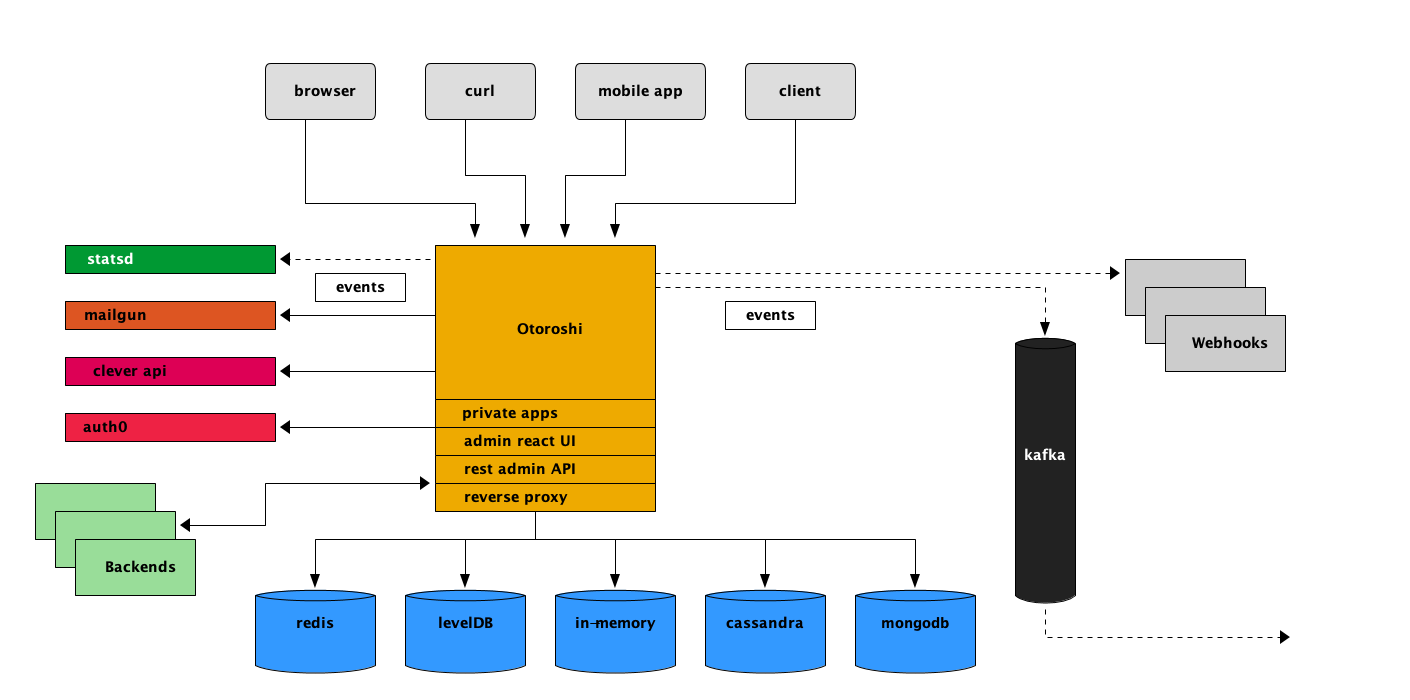 browser
curl
mobile app
client
statsd
events
mailgun
clever api
auth0
Otoroshi
private apps
admin react UI
rest admin API
reverse proxy
events
Webhooks
kafka
Backends
redis
levelDB
in-memory
cassandra
mongodb